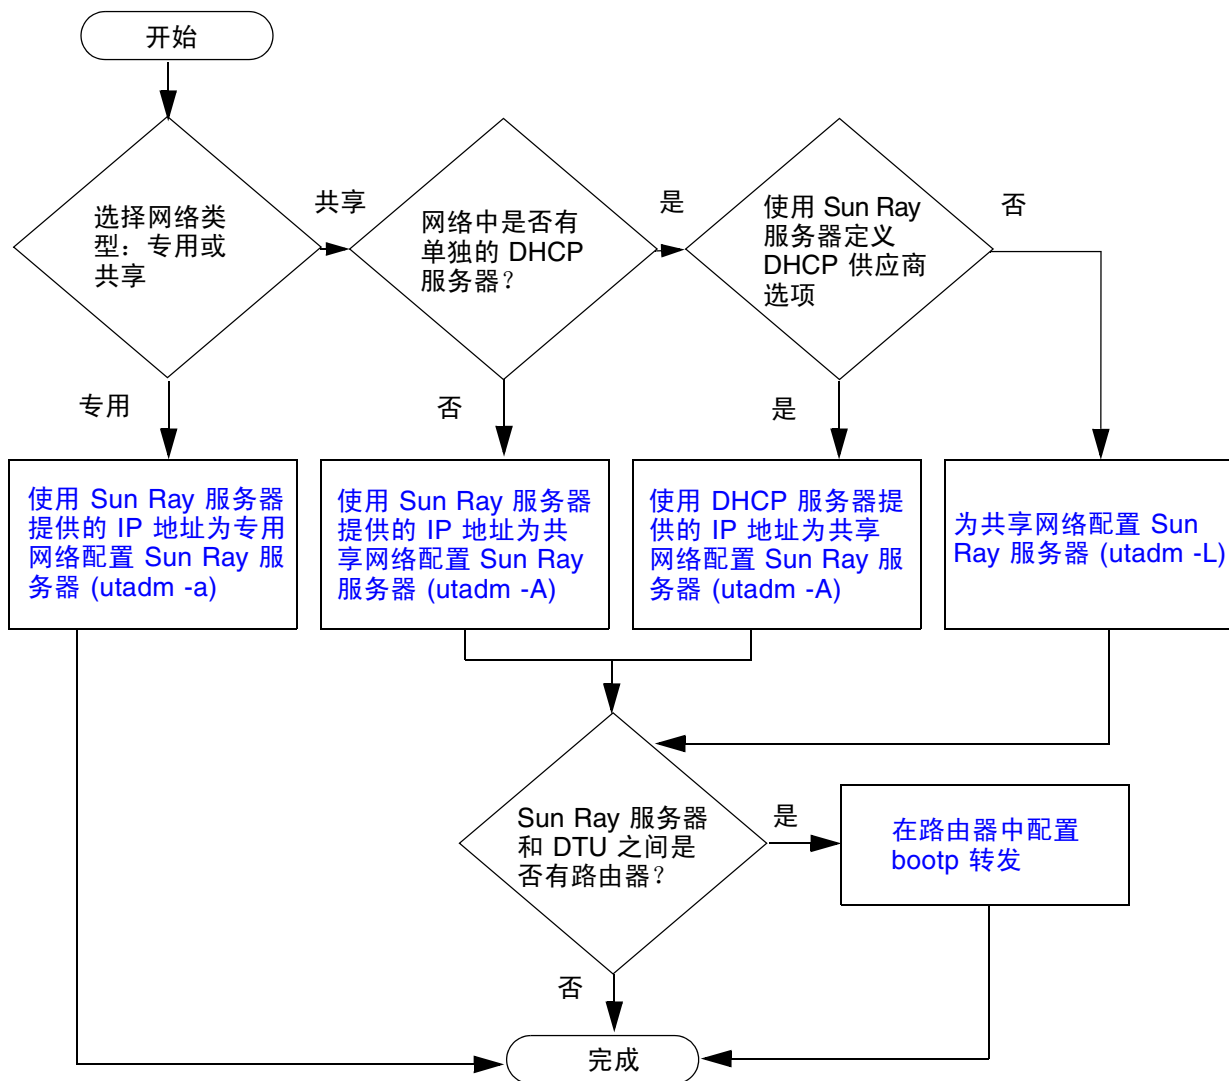 开始
选择网络类
型：专用或
共享
共享
网络中是否有
单独的 DHCP
服务器？
是
使用 Sun Ray
服务器定义
DHCP 供应商
选项
否
专用
否
是
使用 Sun Ray 服务器
提供的 IP 地址为专用
网络配置 Sun Ray 服
务器 (utadm -a)
使用 Sun Ray 服务器
提供的 IP 地址为共
享网络配置 Sun Ray
服务器 (utadm -A)
使用 DHCP 服务器提
供的 IP 地址为共享
网络配置 Sun Ray 服
务器 (utadm -A)
为共享网络配置 Sun
Ray 服务器 (utadm -L)
Sun Ray 服务器
和 DTU 之间是
否有路由器？
是
在路由器中配置
bootp 转发
否
完成